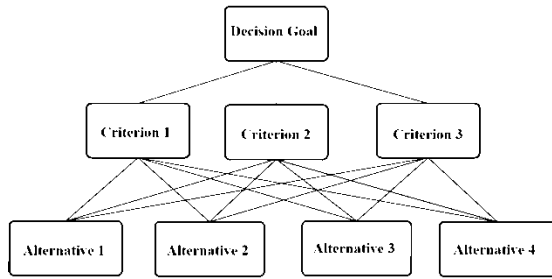 Decision Goal
Criterion 1
Criterion 2
Criterion 3
Alternative 1
Alternative 2
Alternative 3
Alternative 4